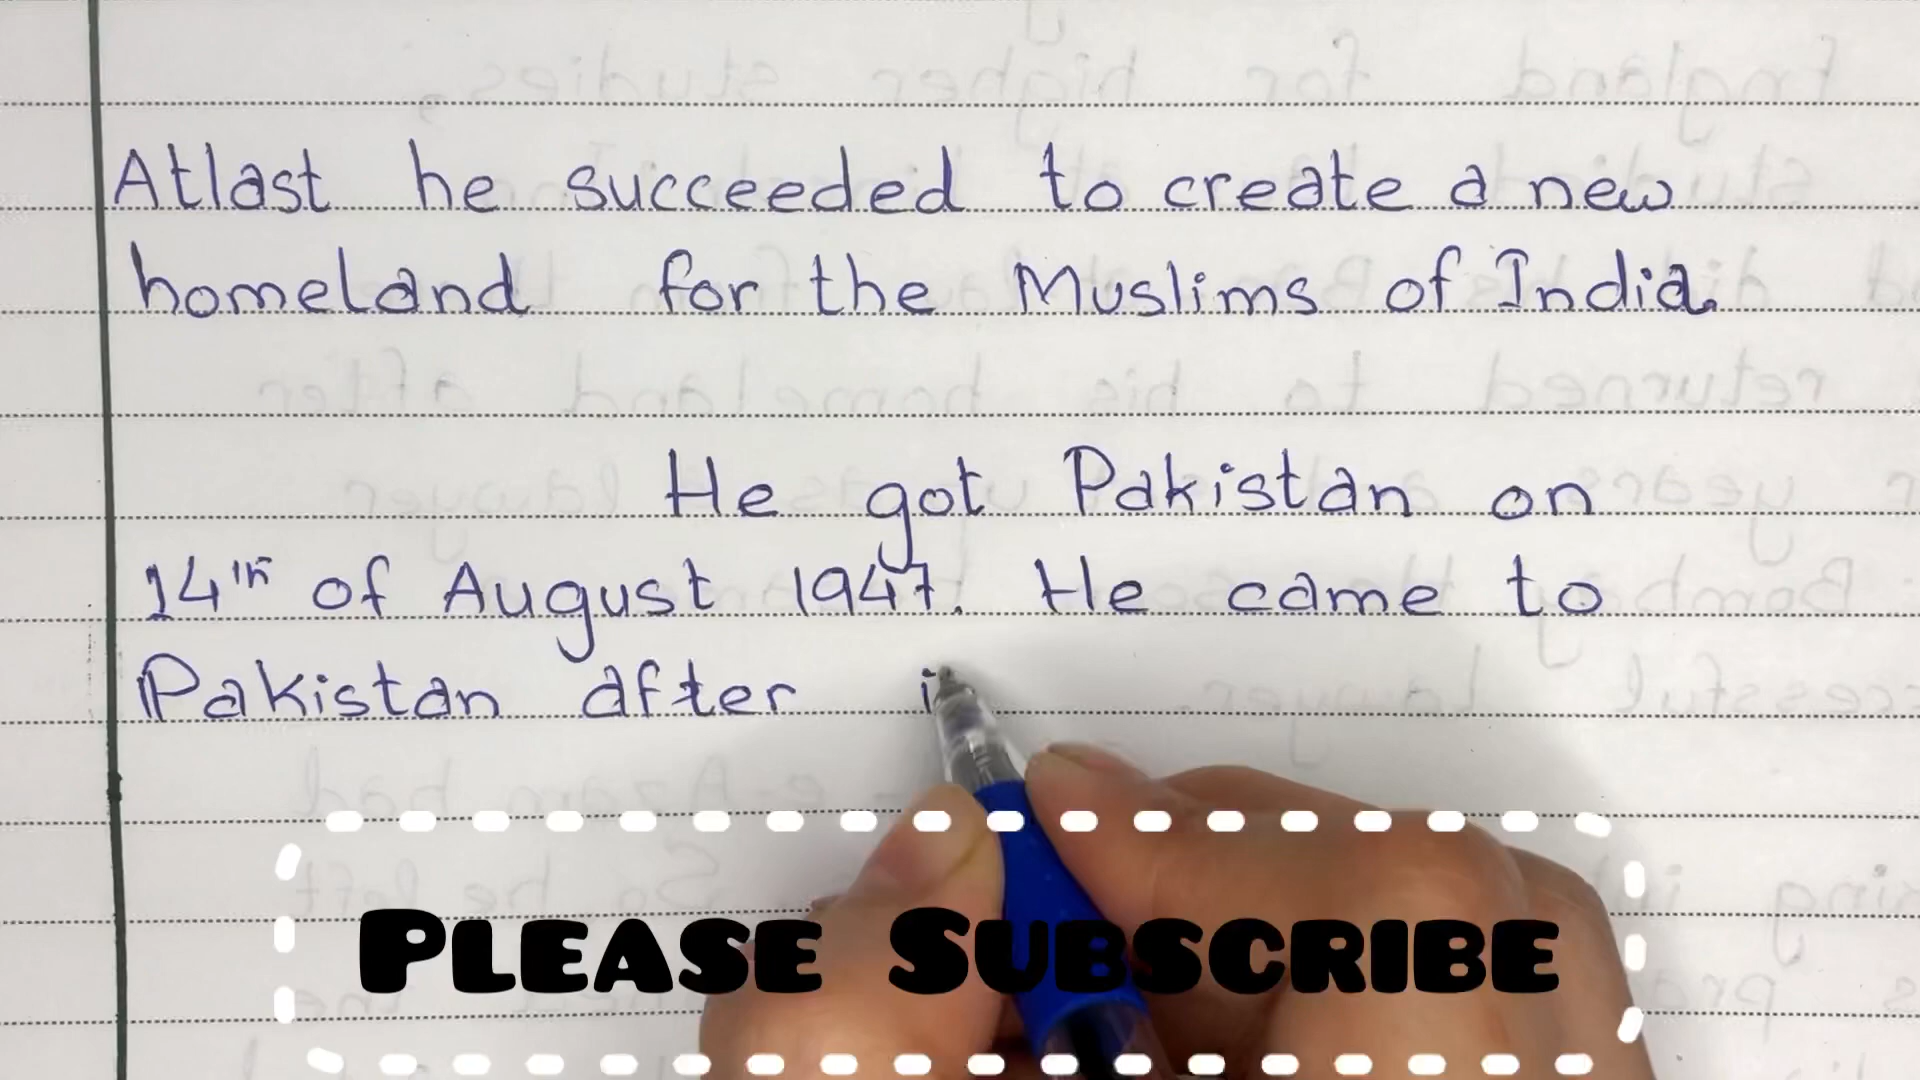 Atlast he succeeded to create a new
homeland for the Muslims of India.
He got Pakistan on
14th of August 1947. He came to
Pakistan after i
PLEASE SUBSCRIBE